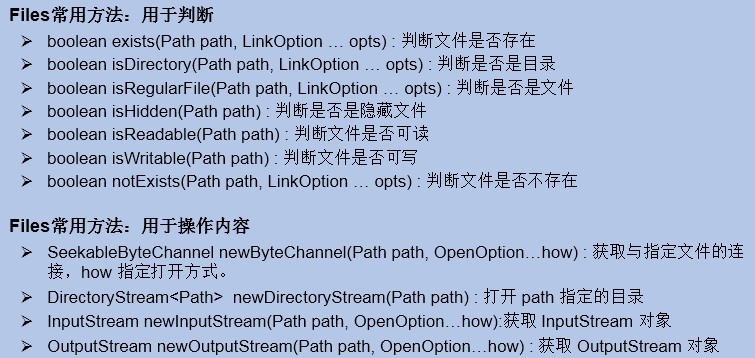 Files常用方法：用于判断
➢ boolean exists(Path path, LinkOption … opts) : 判断文件是否存在
➢ boolean isDirectory(Path path, LinkOption … opts) : 判断是否是目录
➢ boolean isRegularFile(Path path, LinkOption … opts) : 判断是否是文件
➢ boolean isHidden(Path path) : 判断是否是隐藏文件
➢ boolean isReadable(Path path) : 判断文件是否可读
➢ boolean isWritable(Path path) : 判断文件是否可写
➢ boolean notExists(Path path, LinkOption … opts) : 判断文件是否不存在
Files常用方法：用于操作内容
➢ SeekableByteChannel newByteChannel(Path path, OpenOption…how) : 获取与指定文件的连
接，how 指定打开方式。
➢ DirectoryStream<Path>  newDirectoryStream(Path path) : 打开 path 指定的目录
➢ InputStream newInputStream(Path path, OpenOption…how):获取 InputStream 对象
➢ OutputStream newOutputStream(Path path, OpenOption…how) : 获取 OutputStream 对象